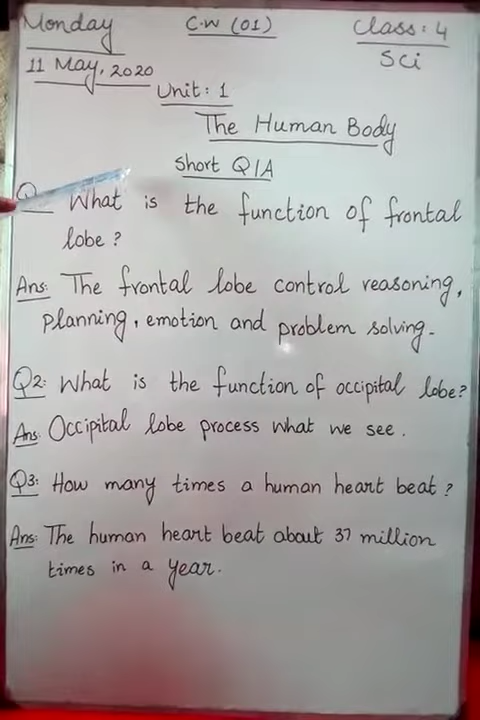 Monday C.W (01) Class: 4
11 May, 2020 Sci
Unit: 1
The Human Body
Short Q/A
Q What is the function of frontal
lobe?
Ans: The frontal lobe control reasoning,
planning, emotion and problem solving.
Q2: What is the function of occipital lobe?
Ans: Occipital lobe process what we see.
Q3: How many times a human heart beat?
Ans: The human heart beat about 37 million
times in a year.